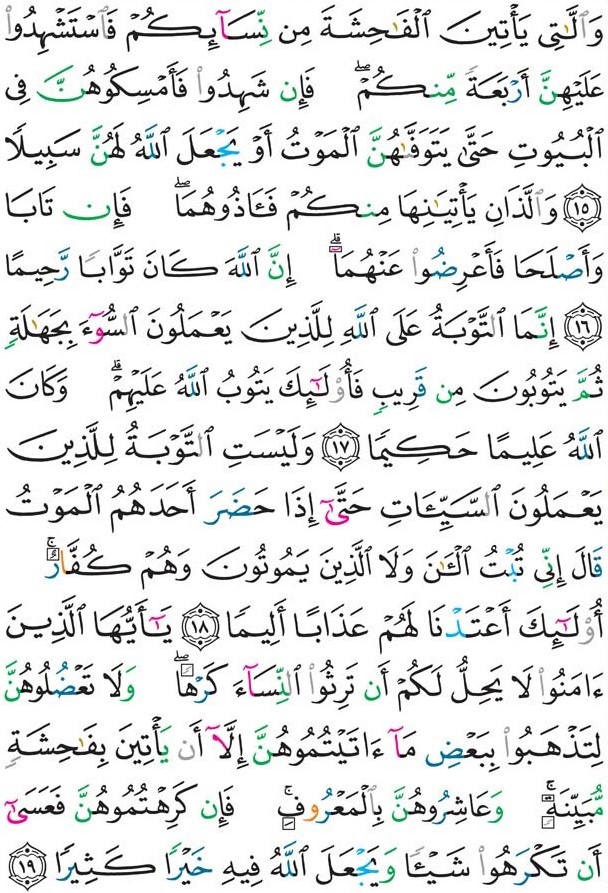 وَٱلَّـٰتِى يَأْتِينَ ٱلْفَـٰحِشَةَ مِن نِّسَآئِكُمْ فَٱسْتَشْهِدُوا۟
عَلَيْهِنَّ أَرْبَعَةً مِّنكُمْ ۖ فَإِن شَهِدُوا۟ فَأَمْسِكُوهُنَّ فِى
ٱلْبُيُوتِ حَتَّىٰ يَتَوَفَّىٰهُنَّ ٱلْمَوْتُ أَوْ يَجْعَلَ ٱللَّهُ لَهُنَّ سَبِيلًا
١٥ وَٱلَّذَانِ يَأْتِيَـٰنِهَا مِنكُمْ فَـَٔاذُوهُمَا ۖ فَإِن تَابَا
وَأَصْلَحَا فَأَعْرِضُوا۟ عَنْهُمَآ ۗ إِنَّ ٱللَّهَ كَانَ تَوَّابًا رَّحِيمًا
١٦ إِنَّمَا ٱلتَّوْبَةُ عَلَى ٱللَّهِ لِلَّذِينَ يَعْمَلُونَ ٱلسُّوٓءَ بِجَهَـٰلَةٍ
ثُمَّ يَتُوبُونَ مِن قَرِيبٍ فَأُو۟لَـٰٓئِكَ يَتُوبُ ٱللَّهُ عَلَيْهِمْ ۗ وَكَانَ
ٱللَّهُ عَلِيمًا حَكِيمًا ١٧ وَلَيْسَتِ ٱلتَّوْبَةُ لِلَّذِينَ
يَعْمَلُونَ ٱلسَّيِّـَٔاتِ حَتَّىٰٓ إِذَا حَضَرَ أَحَدَهُمُ ٱلْمَوْتُ
قَالَ إِنِّى تُبْتُ ٱلْـَٔـٰنَ وَلَا ٱلَّذِينَ يَمُوتُونَ وَهُمْ كُفَّارٌ ۚ
أُو۟لَـٰٓئِكَ أَعْتَدْنَا لَهُمْ عَذَابًا أَلِيمًا ١٨ يَـٰٓأَيُّهَا ٱلَّذِينَ
ءَامَنُوا۟ لَا يَحِلُّ لَكُمْ أَن تَرِثُوا۟ ٱلنِّسَآءَ كَرْهًا ۖ وَلَا تَعْضُلُوهُنَّ
لِتَذْهَبُوا۟ بِبَعْضِ مَآ ءَاتَيْتُمُوهُنَّ إِلَّآ أَن يَأْتِينَ بِفَـٰحِشَةٍ
مُّبَيِّنَةٍ ۚ وَعَاشِرُوهُنَّ بِٱلْمَعْرُوفِ ۚ فَإِن كَرِهْتُمُوهُنَّ فَعَسَىٰٓ
أَن تَكْرَهُوا۟ شَيْـًٔا وَيَجْعَلَ ٱللَّهُ فِيهِ خَيْرًا كَثِيرًا ١٩